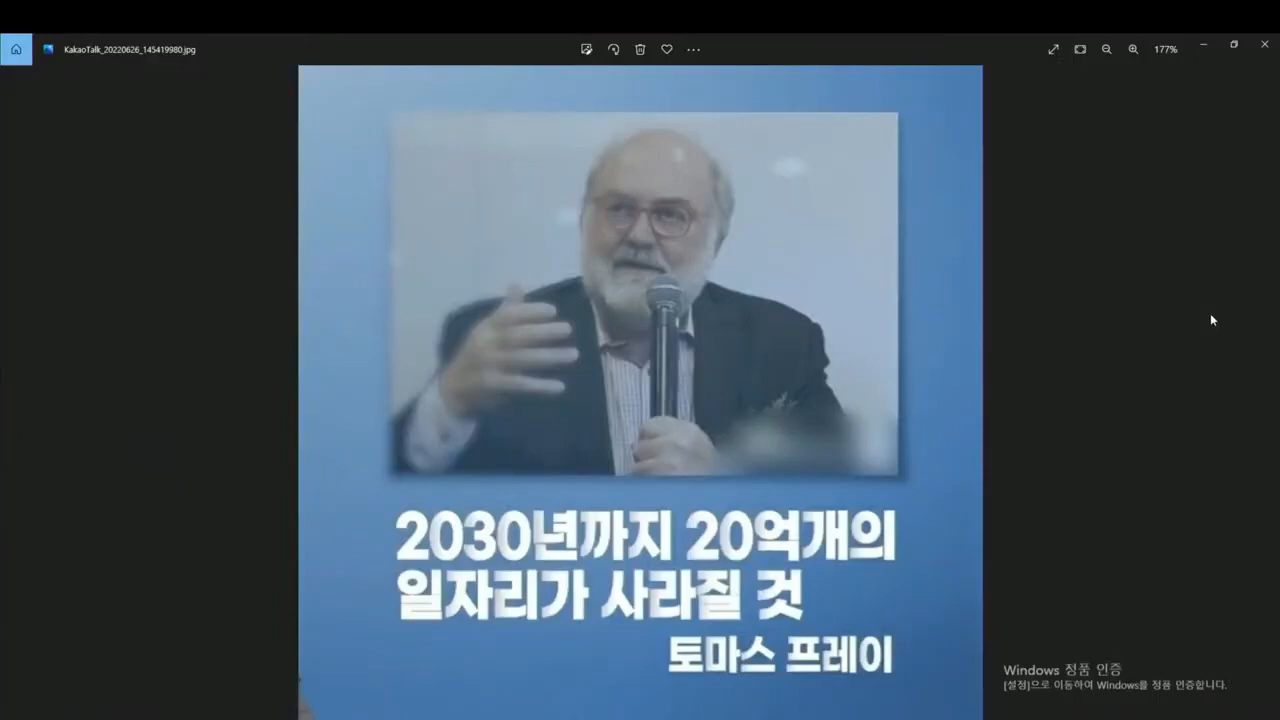 KakaoTalk_20220626_145419980.jpg
177%
2030년까지 20억개의
일자리가 사라질 것
토마스 프레이
Windows 정품 인증
[설정]으로 이동하여 Windows를 정품 인증합니다.